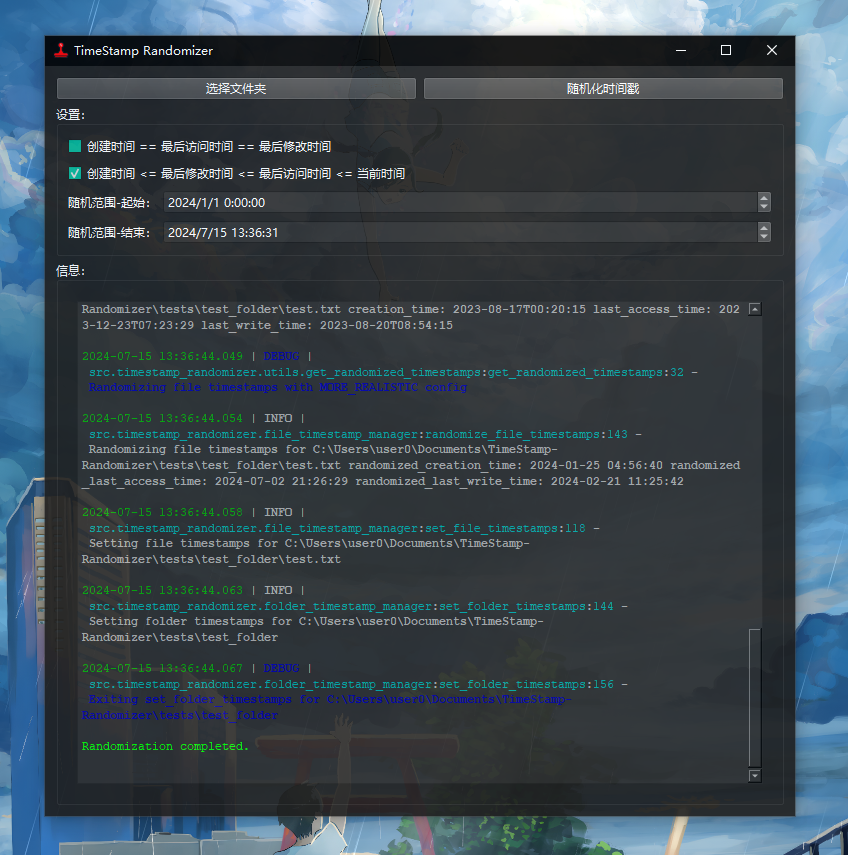 TimeStamp Randomizer
选择文件夹 随机化时间戳
设置:
创建时间 == 最后访问时间 == 最后修改时间
创建时间 <= 最后修改时间 <= 最后访问时间 <= 当前时间
随机范围-起始: 2024/1/1 0:00:00
随机范围-结束: 2024/7/15 13:36:31
信息:
Randomizer\tests\test_folder\test.txt creation_time: 2023-08-17T00:20:15 last_access_time: 202
3-12-23T07:23:29 last_write_time: 2023-08-20T08:54:15
2024-07-15 13:36:44.049 | DEBUG |
src.timestamp_randomizer.utils.get_randomized_timestamps:get_randomized_timestamps:32 -
Randomizing file timestamps with MORE_REALISTIC config
2024-07-15 13:36:44.054 | INFO |
src.timestamp_randomizer.file_timestamp_manager:randomize_file_timestamps:143 -
Randomizing file timestamps for C:\Users\user0\Documents\TimeStamp-
Randomizer\tests\test_folder\test.txt randomized_creation_time: 2024-01-25 04:56:40 randomized
_last_access_time: 2024-07-02 21:26:29 randomized_last_write_time: 2024-02-21 11:25:42
2024-07-15 13:36:44.058 | INFO |
src.timestamp_randomizer.file_timestamp_manager:set_file_timestamps:118 -
Setting file timestamps for C:\Users\user0\Documents\TimeStamp-
Randomizer\tests\test_folder\test.txt
2024-07-15 13:36:44.063 | INFO |
src.timestamp_randomizer.folder_timestamp_manager:set_folder_timestamps:144 -
Setting folder timestamps for C:\Users\user0\Documents\TimeStamp-
Randomizer\tests\test_folder
2024-07-15 13:36:44.067 | DEBUG |
src.timestamp_randomizer.folder_timestamp_manager:set_folder_timestamps:156 -
Exiting set_folder_timestamps for C:\Users\user0\Documents\TimeStamp-
Randomizer\tests\test_folder
Randomization completed.